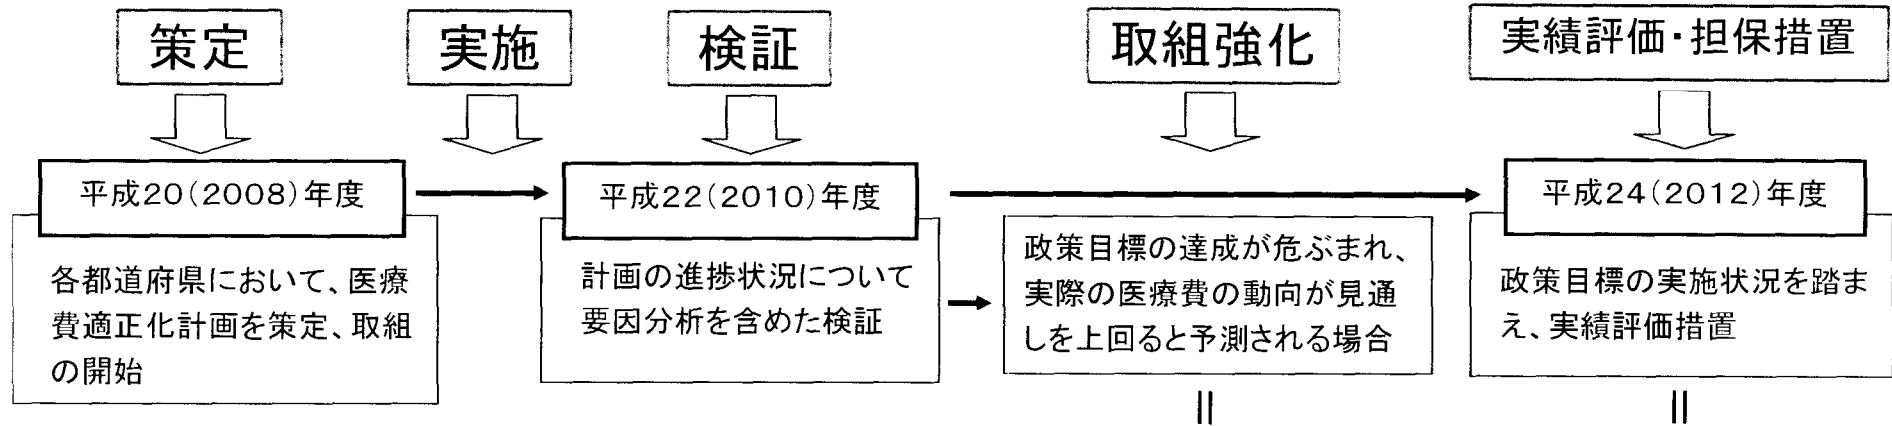 策定
実施
検証
取組強化
実績評価・担保措置
平成20(2008)年度
各都道府県において、医療
費適正化計画を策定、取組
の開始
平成22(2010)年度
計画の進捗状況について
要因分析を含めた検証
政策目標の達成が危ぶまれ、
実際の医療費の動向が見通
しを上回ると予測される場合
平成24(2012)年度
政策目標の実施状況を踏ま
え、実績評価措置